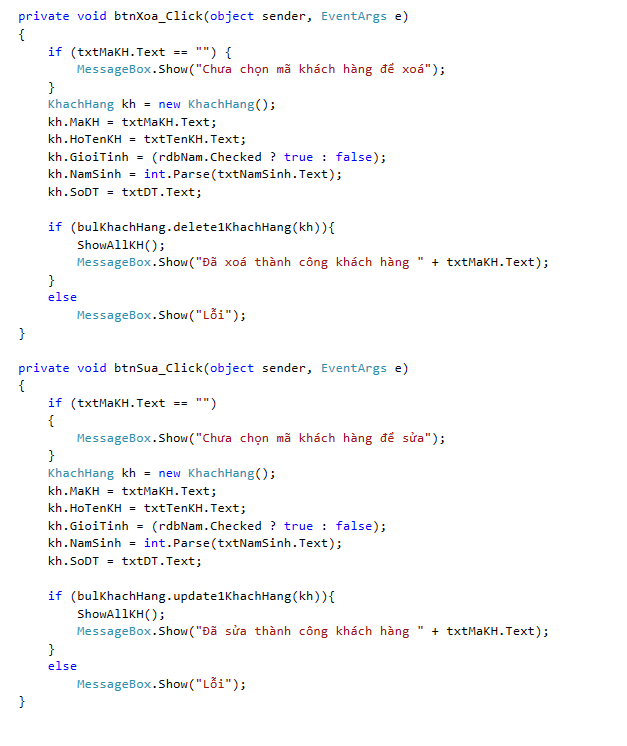 private void btnXoa_Click(object sender, EventArgs e)
{
    if (txtMaKH.Text == "") {
        MessageBox.Show("Chưa chọn mã khách hàng để xoá");
    }
    KhachHang kh = new KhachHang();
    kh.MaKH = txtMaKH.Text;
    kh.HoTenKH = txtTenKH.Text;
    kh.GioiTinh = (rdbNam.Checked ? true : false);
    kh.NamSinh = int.Parse(txtNamSinh.Text);
    kh.SoDT = txtDT.Text;

    if (bulKhachHang.delete1KhachHang(kh)){
        ShowAllKH();
        MessageBox.Show("Đã xoá thành công khách hàng " + txtMaKH.Text);
    }
    else
        MessageBox.Show("Lỗi");
}

private void btnSua_Click(object sender, EventArgs e)
{
    if (txtMaKH.Text == "")
    {
        MessageBox.Show("Chưa chọn mã khách hàng để sửa");
    }
    KhachHang kh = new KhachHang();
    kh.MaKH = txtMaKH.Text;
    kh.HoTenKH = txtTenKH.Text;
    kh.GioiTinh = (rdbNam.Checked ? true : false);
    kh.NamSinh = int.Parse(txtNamSinh.Text);
    kh.SoDT = txtDT.Text;

    if (bulKhachHang.update1KhachHang(kh)){
        ShowAllKH();
        MessageBox.Show("Đã sửa thành công khách hàng " + txtMaKH.Text);
    }
    else
        MessageBox.Show("Lỗi");
}